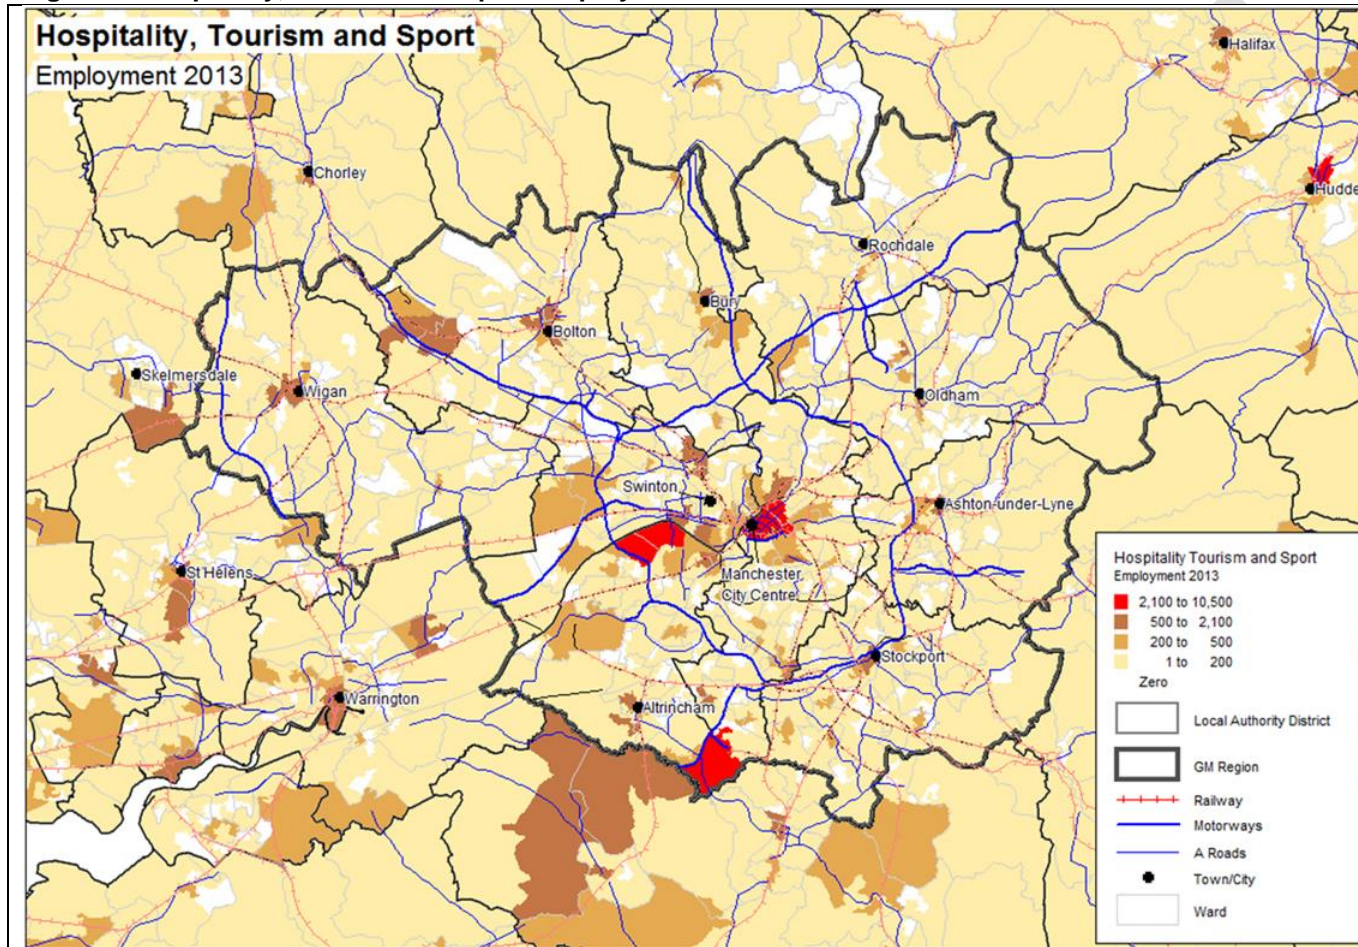 Hospitality, Tourism and Sport
Employment 2013
Halifax
Chorley
Hudde
Rochdale
Bury
Bolton
Skelmersdale
Wigan
Oldham
Swinton
Ashton-under-Lyne
St Helens
Manchester
City Centre
Stockport
Warrington
Altrincham
Hospitality Tourism and Sport
Employment 2013
2,100 to 10,500
500 to 2,100
200 to 500
1 to 200
Zero
Local Authority District
GM Region
Railway
Motorways
A Roads
Town/City
Ward